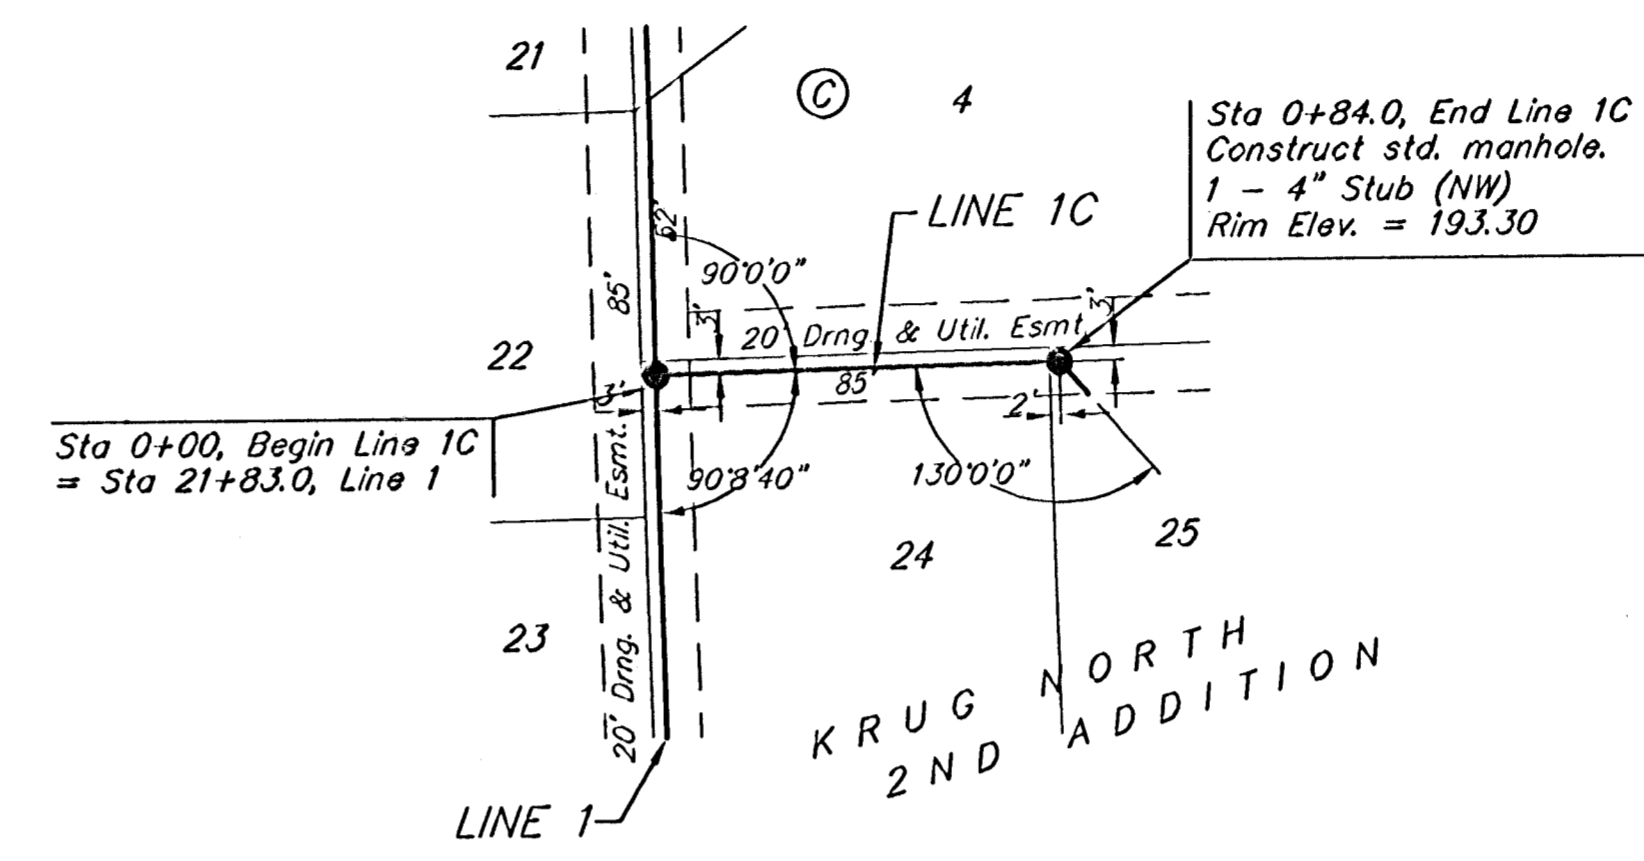 21
C
4
Sta 0+84.0, End Line 1C
Construct std. manhole.
1 - 4" Stub (NW)
Rim Elev. = 193.30
LINE 1C
62'
90°0'0"
85'
3'
3'
20' Drng. & Util. Esmt.
22
85'
3'
2'
Sta 0+00, Begin Line 1C
= Sta 21+83.0, Line 1
90°8'40"
130°0'0"
20' Drng. & Util. Esmt.
24
25
23
KRUG NORTH
2ND ADDITION
LINE 1